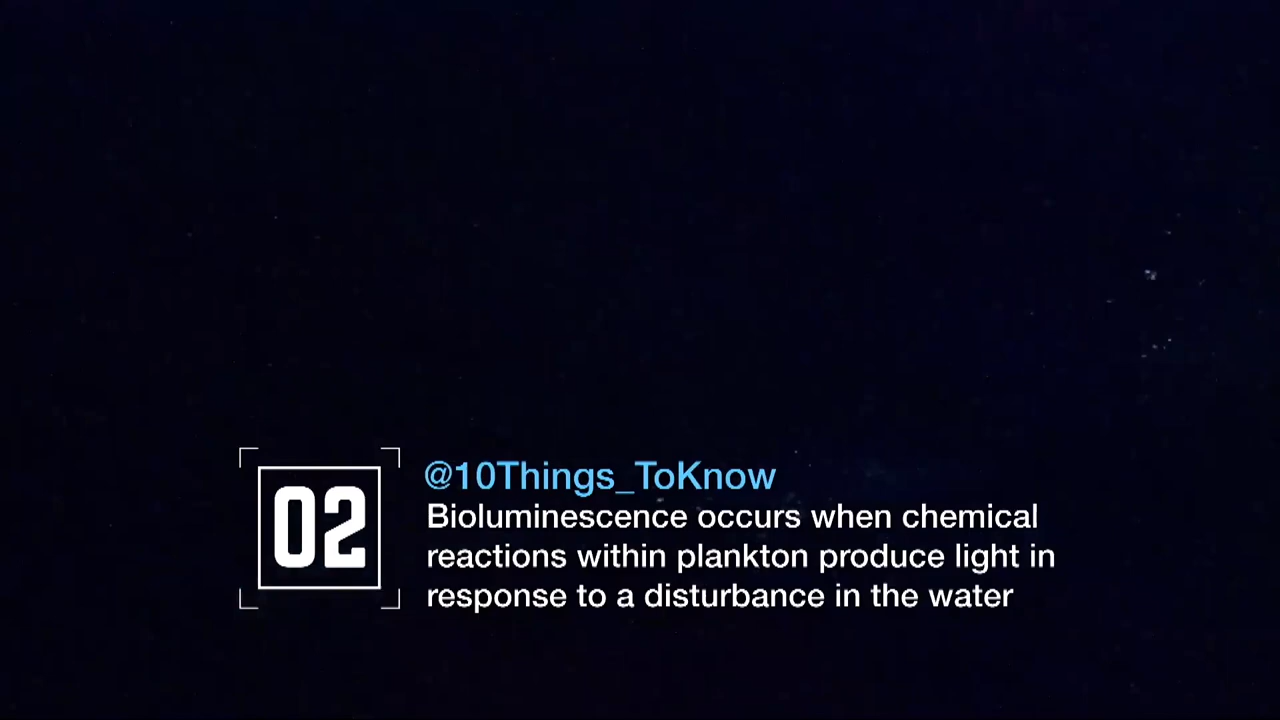 02
@10Things_ToKnow
Bioluminescence occurs when chemical
reactions within plankton produce light in
response to a disturbance in the water